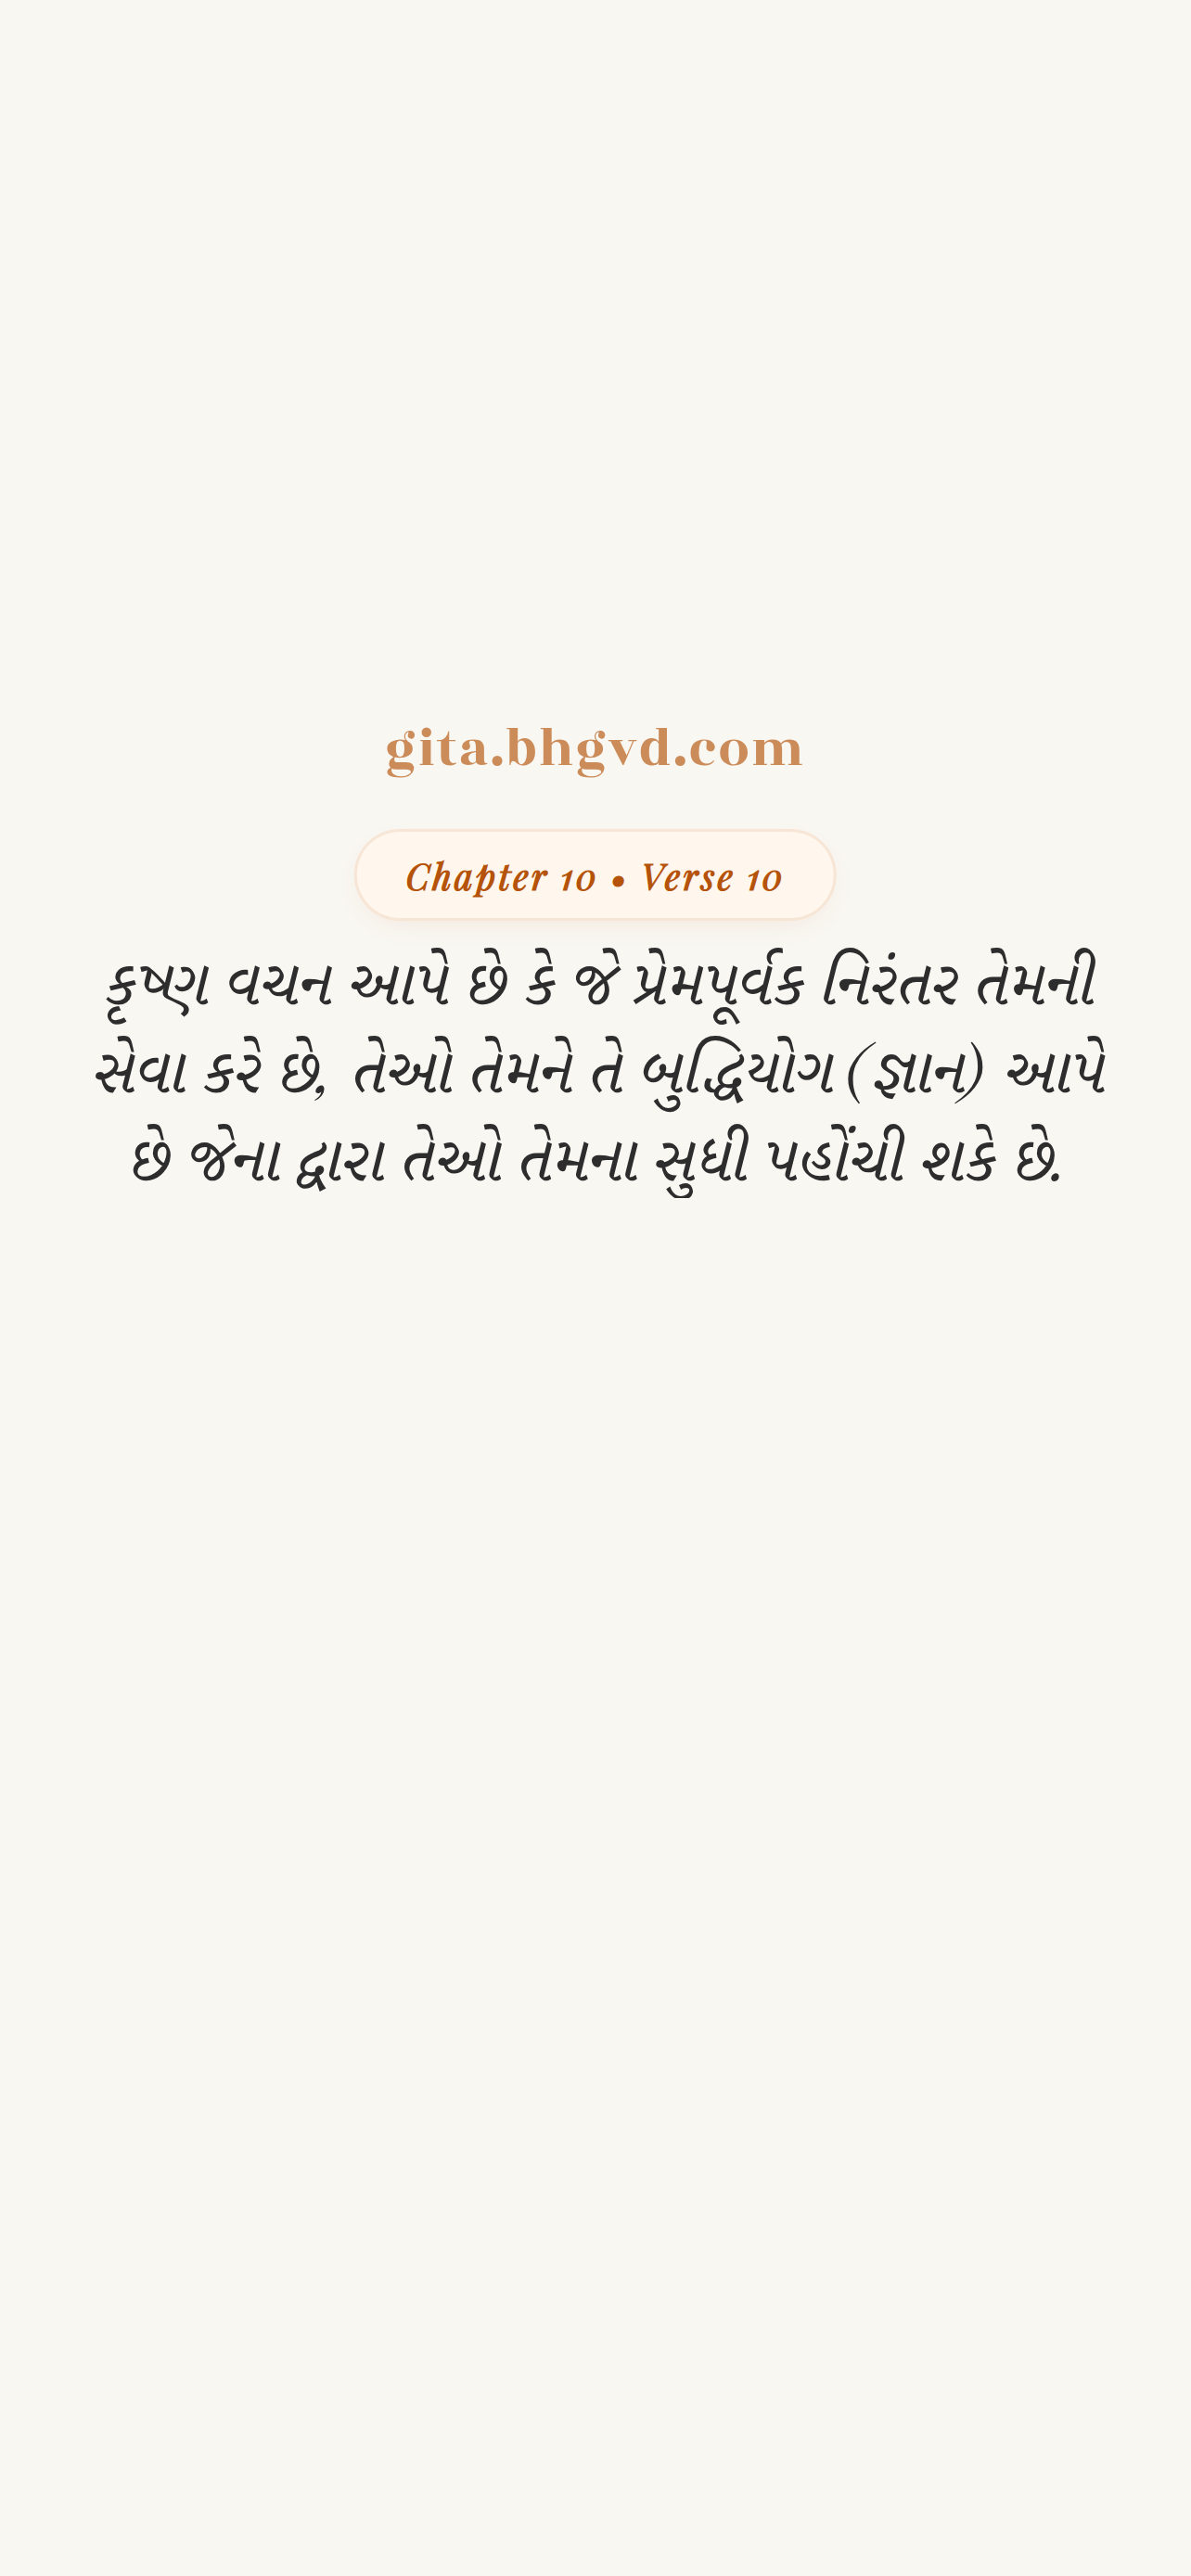 gita.bhgvd.com
Chapter 10 • Verse 10
કૃષ્ણ વચન આપે છે કે જે પ્રેમપૂર્વક નિરંતર તેમની
સેવા કરે છે, તેઓ તેમને તે બુદ્ધિયોગ (જ્ઞાન) આપે
છે જેના દ્વારા તેઓ તેમના સુધી પહોંચી શકે છે.